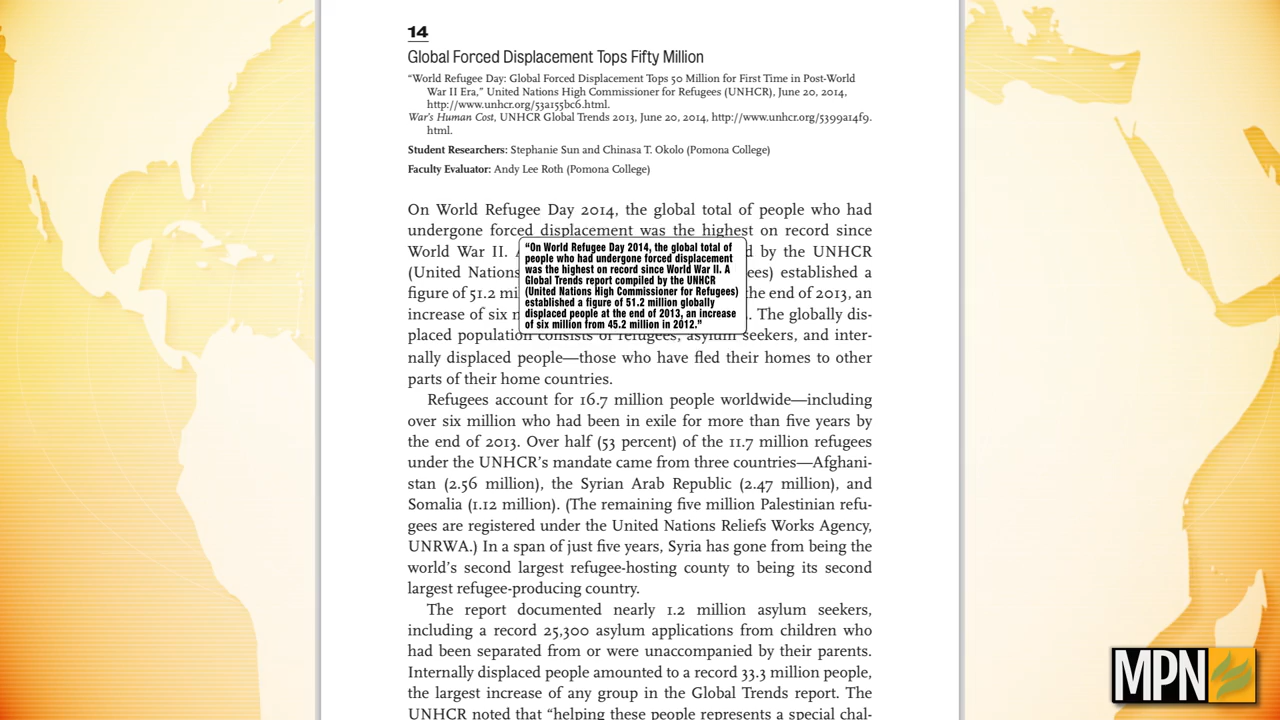 14
Global Forced Displacement Tops Fifty Million
“World Refugee Day: Global Forced Displacement Tops 50 Million for First Time in Post-World
War II Era,” United Nations High Commissioner for Refugees (UNHCR), June 20, 2014,
http://www.unhcr.org/53a155bc6.html.
War’s Human Cost, UNHCR Global Trends 2013, June 20, 2014, http://www.unhcr.org/5399a14f9.
html.
Student Researchers: Stephanie Sun and Chinasa T. Okolo (Pomona College)
Faculty Evaluator: Andy Lee Roth (Pomona College)
On World Refugee Day 2014, the global total of people who had
undergone forced displacement was the highest on record since
World War II. A d by the UNHCR
(United Nations ees) established a
figure of 51.2 mi the end of 2013, an
increase of six m . The globally dis-
placed population consists of refugees, asylum seekers, and inter-
nally displaced people—those who have fled their homes to other
parts of their home countries.
“On World Refugee Day 2014, the global total of
people who had undergone forced displacement
was the highest on record since World War II. A
Global Trends report compiled by the UNHCR
(United Nations High Commissioner for Refugees)
established a figure of 51.2 million globally
displaced people at the end of 2013, an increase
of six million from 45.2 million in 2012.”
Refugees account for 16.7 million people worldwide—including
over six million who had been in exile for more than five years by
the end of 2013. Over half (53 percent) of the 11.7 million refugees
under the UNHCR’s mandate came from three countries—Afghani-
stan (2.56 million), the Syrian Arab Republic (2.47 million), and
Somalia (1.12 million). (The remaining five million Palestinian refu-
gees are registered under the United Nations Reliefs Works Agency,
UNRWA.) In a span of just five years, Syria has gone from being the
world’s second largest refugee-hosting county to being its second
largest refugee-producing country.
The report documented nearly 1.2 million asylum seekers,
including a record 25,300 asylum applications from children who
had been separated from or were unaccompanied by their parents.
Internally displaced people amounted to a record 33.3 million people,
the largest increase of any group in the Global Trends report. The
UNHCR noted that “helping these people represents a special chal-
MPN